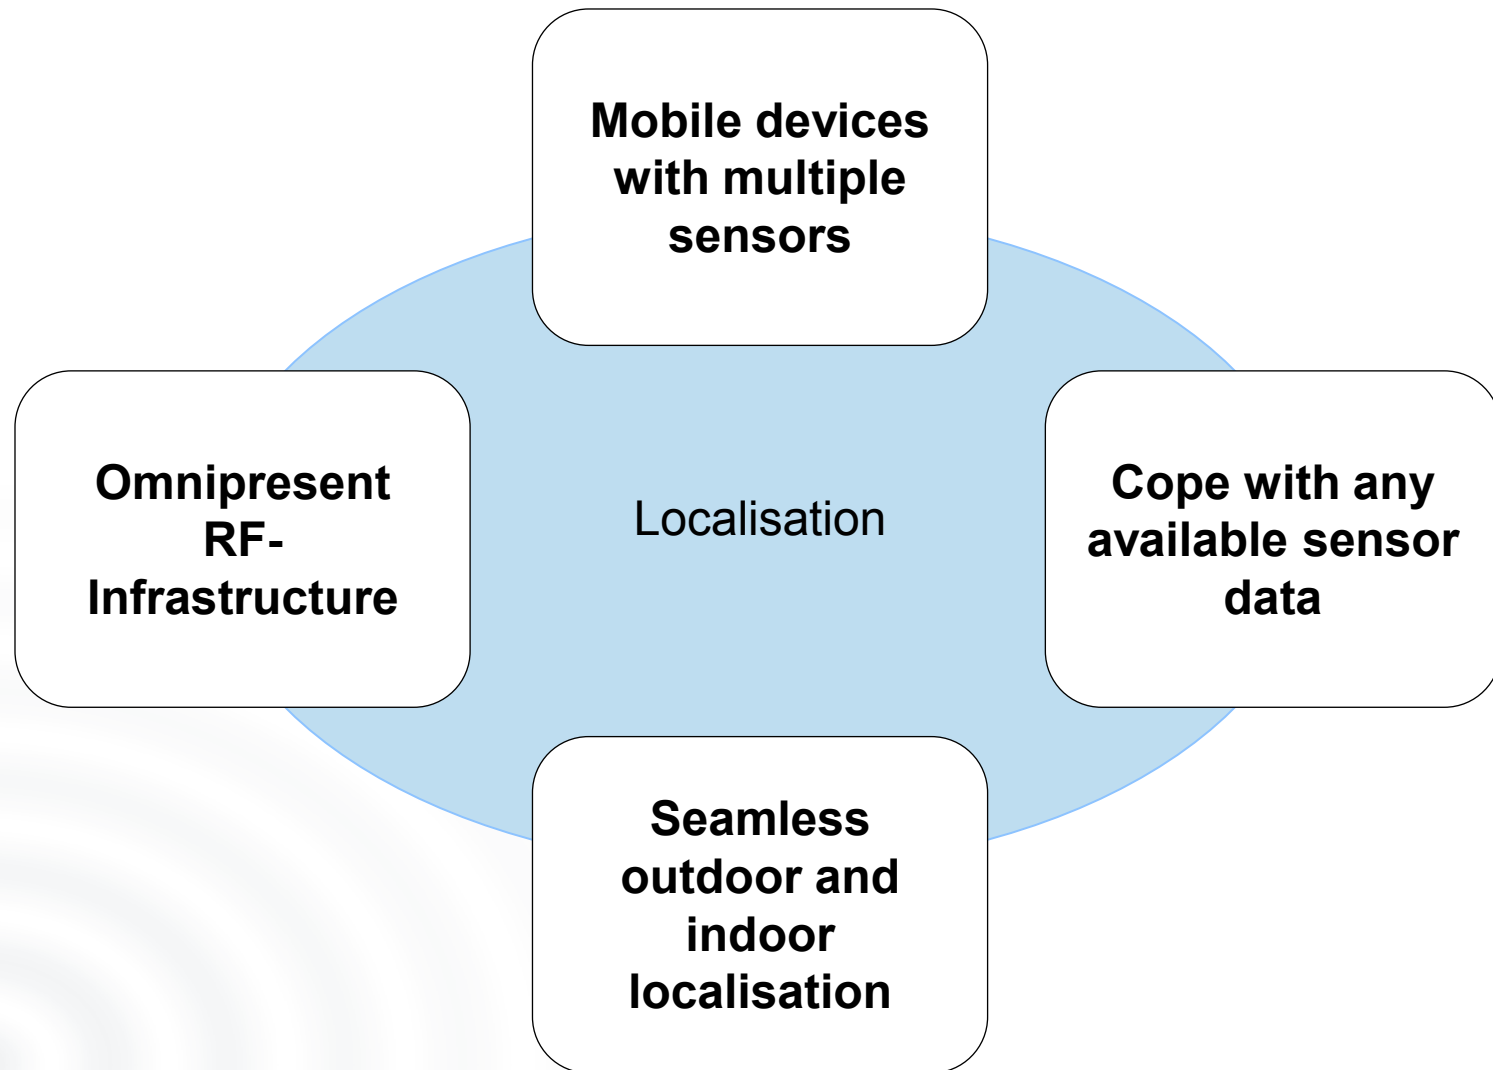 Mobile devices
with multiple
sensors
Omnipresent
RF-
Infrastructure
Localisation
Cope with any
available sensor
data
Seamless
outdoor and
indoor
localisation